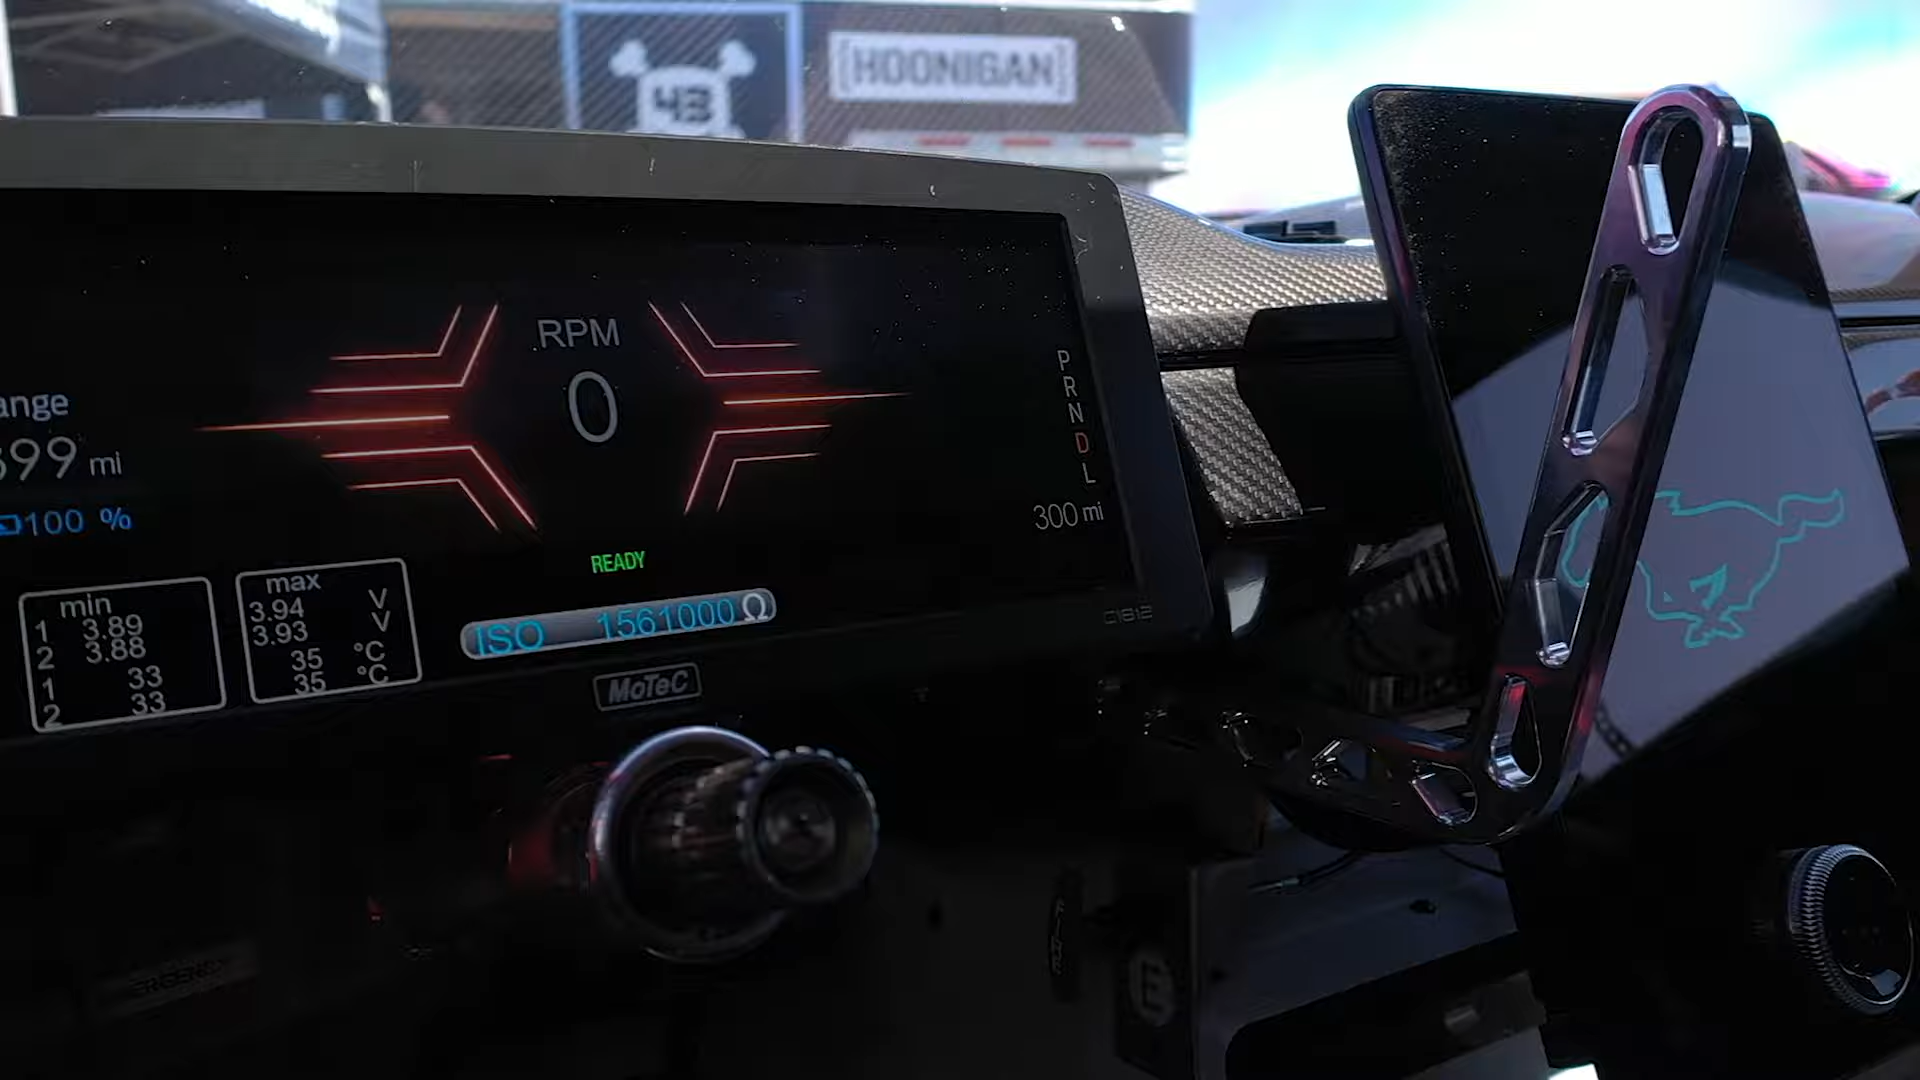 43
[HOONIGAN]
RPM
0
ange
399 mi
100 %
P
R
N
D
L
300 mi
READY
min
1 3.89
2 3.88
1 33
2 33
max
3.94 V
3.93 V
35 °C
35 °C
ISO 1561000 Ω
C1812
MoTeC